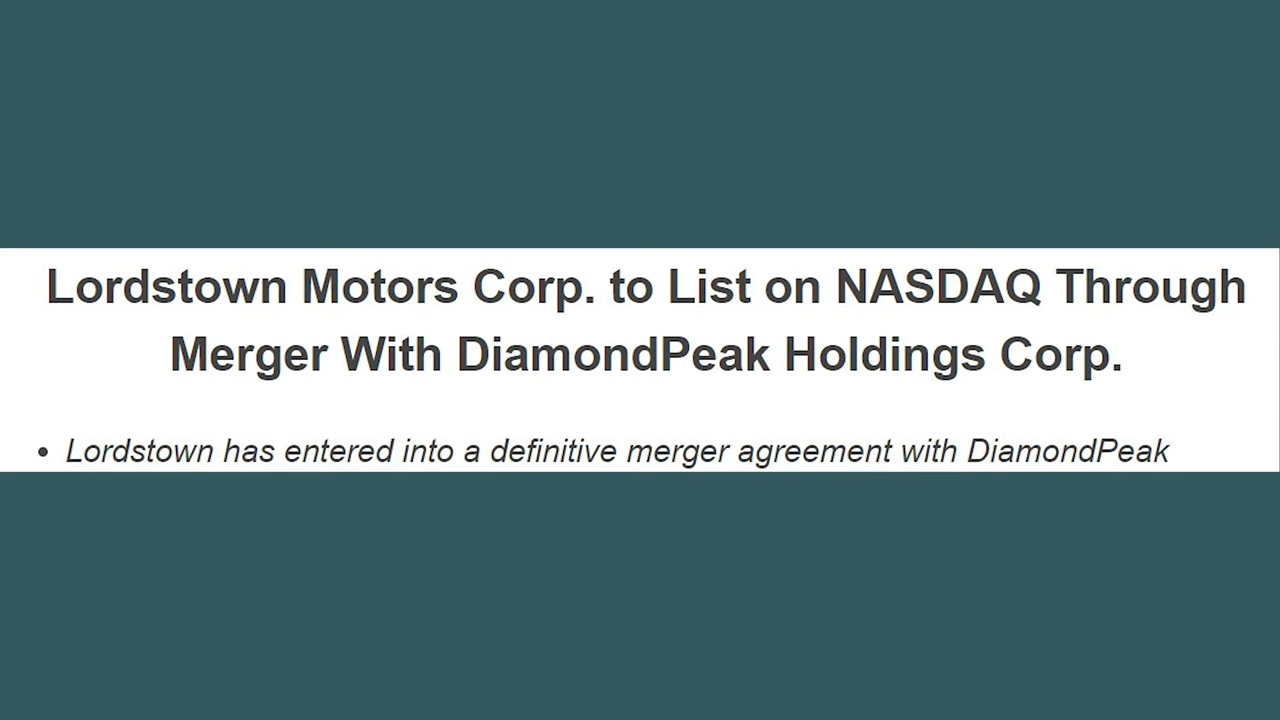 Lordstown Motors Corp. to List on NASDAQ Through
Merger With DiamondPeak Holdings Corp.
• Lordstown has entered into a definitive merger agreement with DiamondPeak